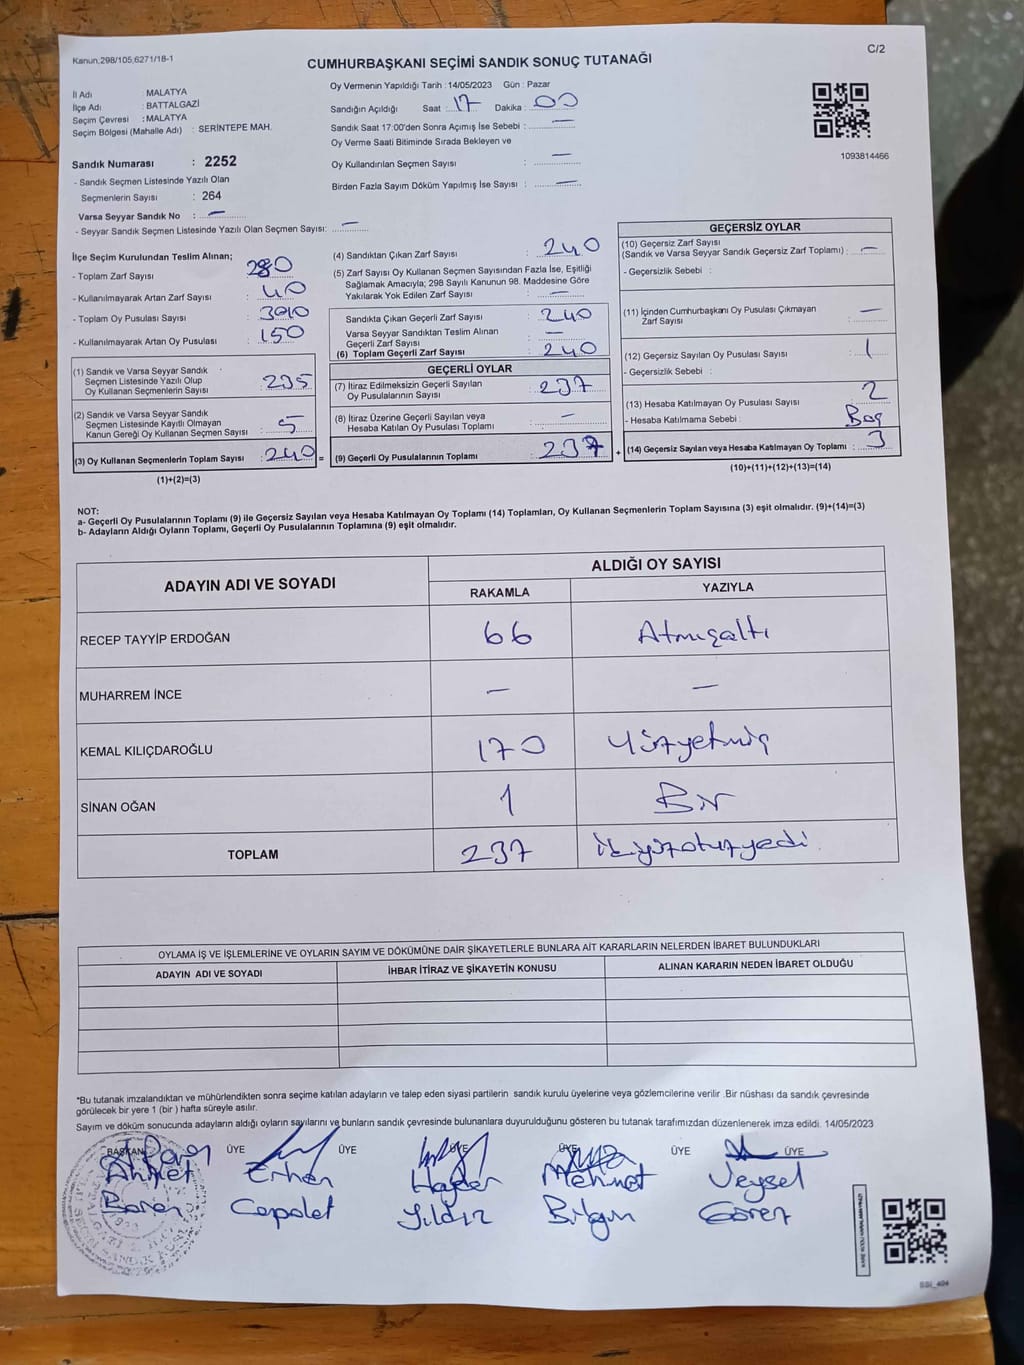 Kanun,298/105,6271/18-1
C/2
CUMHURBAŞKANI SEÇİMİ SANDIK SONUÇ TUTANAĞI
İl Adı : MALATYA
İlçe Adı : BATTALGAZİ
Seçim Çevresi : MALATYA
Seçim Bölgesi (Mahalle Adı) : SERİNTEPE MAH.
Sandık Numarası : 2252
- Sandık Seçmen Listesinde Yazılı Olan
Seçmenlerin Sayısı : 264
Varsa Seyyar Sandık No : —
- Seyyar Sandık Seçmen Listesinde Yazılı Olan Seçmen Sayısı: —
Oy Vermenin Yapıldığı Tarih : 14/05/2023 Gün : Pazar
Sandığın Açıldığı Saat : 17 Dakika : 00
Sandık Saat 17:00'den Sonra Açımış İse Sebebi : —
Oy Verme Saati Bitiminde Sırada Bekleyen ve
Oy Kullandırılan Seçmen Sayısı : —
Birden Fazla Sayım Döküm Yapılmış İse Sayısı : —
1093814466
İlçe Seçim Kurulundan Teslim Alınan;
- Toplam Zarf Sayısı 280
- Kullanılmayarak Artan Zarf Sayısı : 40
- Toplam Oy Pusulası Sayısı : 3010
- Kullanılmayarak Artan Oy Pusulası : 150
(1) Sandık ve Varsa Seyyar Sandık
Seçmen Listesinde Yazılı Olup
Oy Kullanan Seçmenlerin Sayısı : 235
(2) Sandık ve Varsa Seyyar Sandık
Seçmen Listesinde Kayıtlı Olmayan
Kanun Gereği Oy Kullanan Seçmen Sayısı : 5
(3) Oy Kullanan Seçmenlerin Toplam Sayısı : 240 =
(1)+(2)=(3)
(4) Sandıktan Çıkan Zarf Sayısı : 240
(5) Zarf Sayısı Oy Kullanan Seçmen Sayısından Fazla İse, Eşitliği
Sağlamak Amacıyla; 298 Sayılı Kanunun 98. Maddesine Göre
Yakılarak Yok Edilen Zarf Sayısı : —
Sandıkta Çıkan Geçerli Zarf Sayısı : 240
Varsa Seyyar Sandıktan Teslim Alınan
Geçerli Zarf Sayısı : —
(6) Toplam Geçerli Zarf Sayısı : 240
GEÇERLİ OYLAR
(7) İtiraz Edilmeksizin Geçerli Sayılan
Oy Pusulalarının Sayısı : 237
(8) İtiraz Üzerine Geçerli Sayılan veya
Hesaba Katılan Oy Pusulası Toplamı : —
(9) Geçerli Oy Pusulalarının Toplamı : 237 +
GEÇERSİZ OYLAR
(10) Geçersiz Zarf Sayısı
(Sandık ve Varsa Seyyar Sandık Geçersiz Zarf Toplamı) : —
- Geçersizlik Sebebi :
(11) İçinden Cumhurbaşkanı Oy Pusulası Çıkmayan
Zarf Sayısı : —
(12) Geçersiz Sayılan Oy Pusulası Sayısı : 1
- Geçersizlik Sebebi :
(13) Hesaba Katılmayan Oy Pusulası Sayısı : 2
- Hesaba Katılmama Sebebi : Boş
(14) Geçersiz Sayılan veya Hesaba Katılmayan Oy Toplamı : 3
(10)+(11)+(12)+(13)=(14)
NOT:
a- Geçerli Oy Pusulalarının Toplamı (9) ile Geçersiz Sayılan veya Hesaba Katılmayan Oy Toplamı (14) Toplamları, Oy Kullanan Seçmenlerin Toplam Sayısına (3) eşit olmalıdır. (9)+(14)=(3)
b- Adayların Aldığı Oyların Toplamı, Geçerli Oy Pusulalarının Toplamına (9) eşit olmalıdır.
ADAYIN ADI VE SOYADI ALDIĞI OY SAYISI
RAKAMLA YAZIYLA
RECEP TAYYİP ERDOĞAN 66 Atmışaltı
MUHARREM İNCE — —
KEMAL KILIÇDAROĞLU 170 Yüzyetmiş
SİNAN OĞAN 1 Bir
TOPLAM 237 ikiyüzotuzyedi
OYLAMA İŞ VE İŞLEMLERİNE VE OYLARIN SAYIM VE DÖKÜMÜNE DAİR ŞİKAYETLERLE BUNLARA AİT KARARLARIN NELERDEN İBARET BULUNDUKLARI
ADAYIN ADI VE SOYADI İHBAR İTİRAZ VE ŞİKAYETİN KONUSU ALINAN KARARIN NEDEN İBARET OLDUĞU
*Bu tutanak imzalandıktan ve mühürlendikten sonra seçime katılan adayların ve talep eden siyasi partilerin sandık kurulu üyelerine veya gözlemcilerine verilir .Bir nüshası da sandık çevresinde
görülecek bir yere 1 (bir ) hafta süreyle asılır.
Sayım ve döküm sonucunda adayların aldığı oyların sayılarını ve bunların sandık çevresinde bulunanlara duyurulduğunu gösteren bu tutanak tarafımızdan düzenlenerek imza edildi. 14/05/2023
BAŞKAN ÜYE ÜYE ÜYE ÜYE ÜYE ÜYE
Ahmet Erhan Haydar Mehmet Veysel
Boran Capolet Yıldız Bilgin Gören
SSİ_404